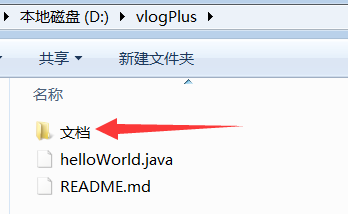 本地磁盘 (D:) ▸ vlogPlus ▸
共享 ▾ 新建文件夹
名称
文档
helloWorld.java
README.md